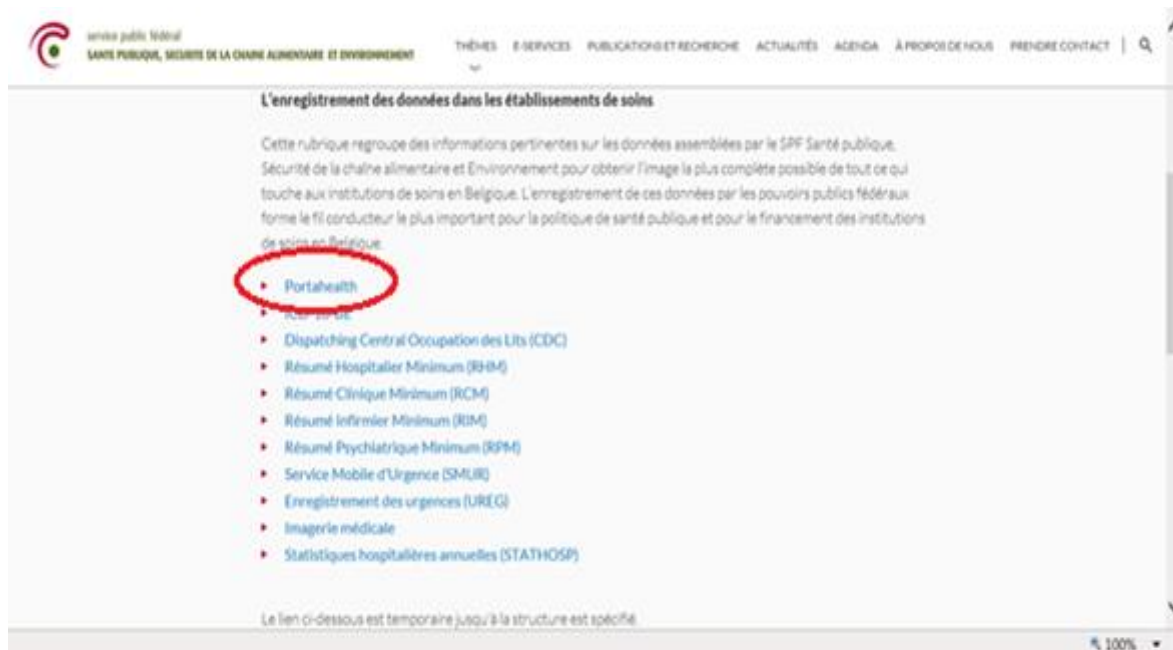 service public fédéral
SANTE PUBLIQUE, SECURITE DE LA CHAINE ALIMENTAIRE ET ENVIRONNEMENT
THÈMES E-SERVICES PUBLICATIONS ET RECHERCHE ACTUALITÉS AGENDA À PROPOS DE NOUS PRENDRE CONTACT
L'enregistrement des données dans les établissements de soins
Cette rubrique regroupe des informations pertinentes sur les données assemblées par le SPF Santé publique,
Sécurité de la chaîne alimentaire et Environnement pour obtenir l'image la plus complète possible de tout ce qui
touche aux institutions de soins en Belgique. L'enregistrement de ces données par les pouvoirs publics fédéraux
forme le fil conducteur le plus important pour la politique de santé publique et pour le financement des institutions
de soins en Belgique.
Portahealth
Dispatching Central Occupation des Lits (CDC)
Résumé Hospitalier Minimum (RHM)
Résumé Clinique Minimum (RCM)
Résumé Infirmier Minimum (RIM)
Résumé Psychiatrique Minimum (RPM)
Service Mobile d'Urgence (SMUR)
Enregistrement des urgences (UREG)
Imagerie médicale
Statistiques hospitalières annuelles (STATHOSP)
Le lien ci-dessous est temporaire jusqu'à la structure est spécifié.
100%